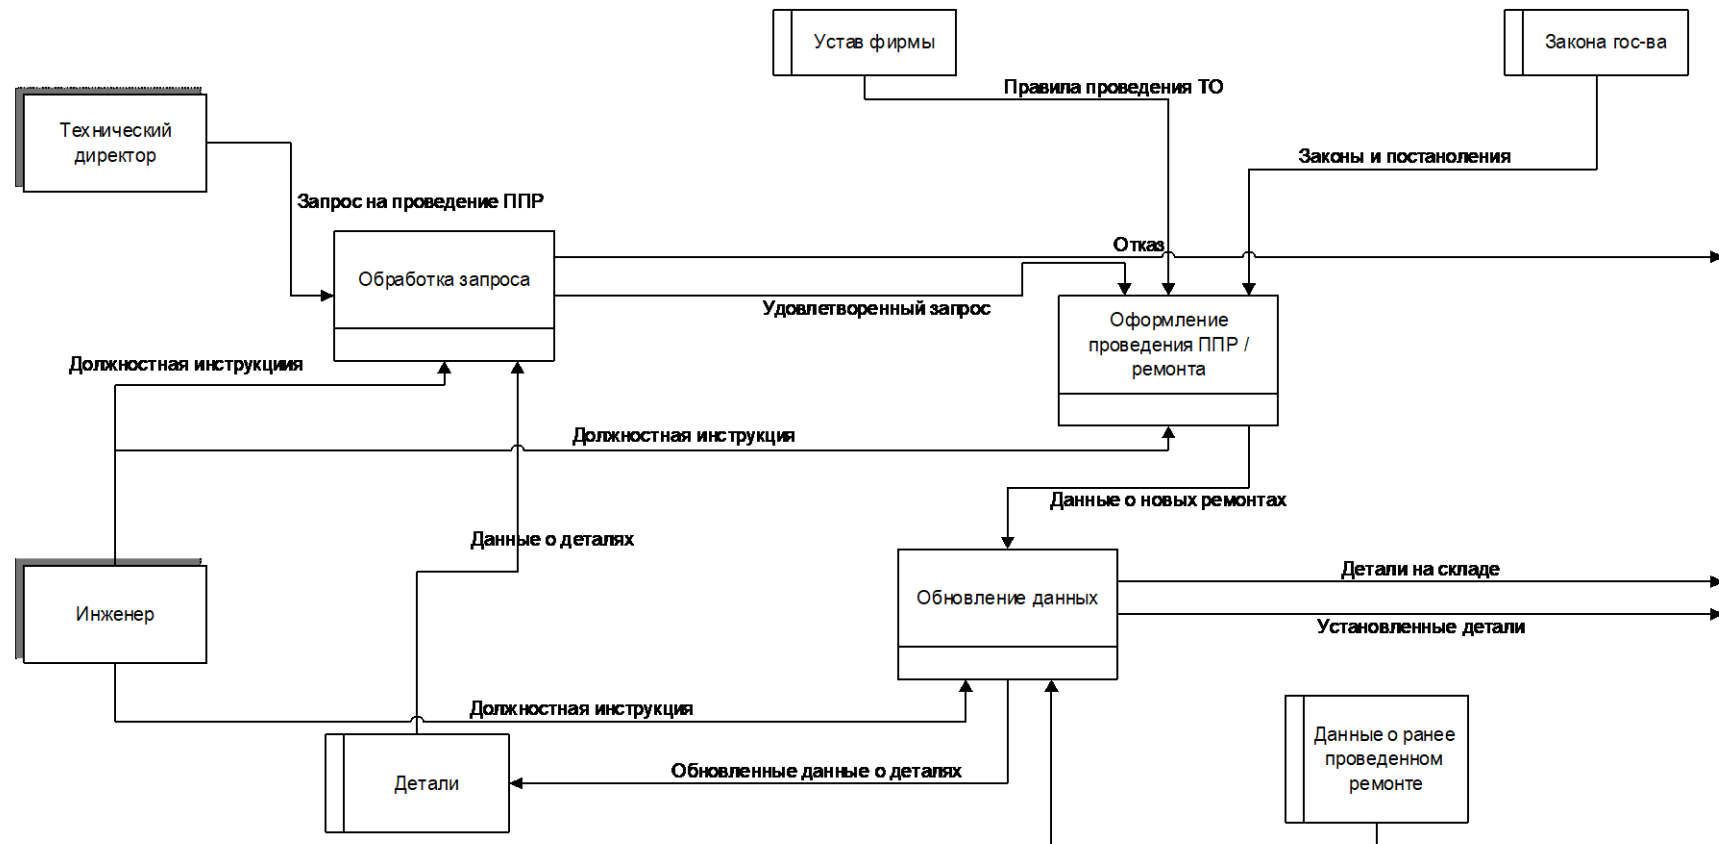 Устав фирмы
Закона гос-ва
Правила проведения ТО
Технический
директор
Законы и постаноления
Запрос на проведение ППР
Отказ
Обработка запроса
Удовлетворенный запрос
Оформление
проведения ППР /
ремонта
Должностная инструкциия
Должностная инструкция
Данные о новых ремонтах
Данные о деталях
Детали на складе
Обновление данных
Инженер
Установленные детали
Должностная инструкция
Данные о ранее
проведенном
ремонте
Обновленные данные о деталях
Детали